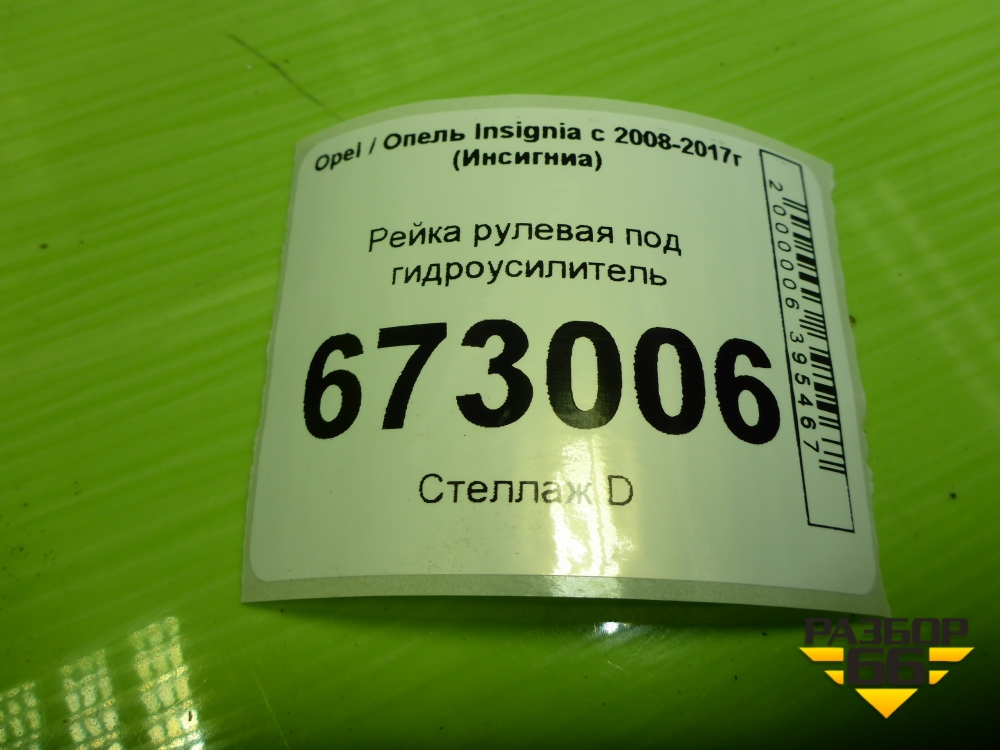 Opel / Опель Insignia с 2008-2017г
(Инсигниа)
Рейка рулевая под
гидроусилитель
673006
Стеллаж D
2000006395467
РАЗБОР
66